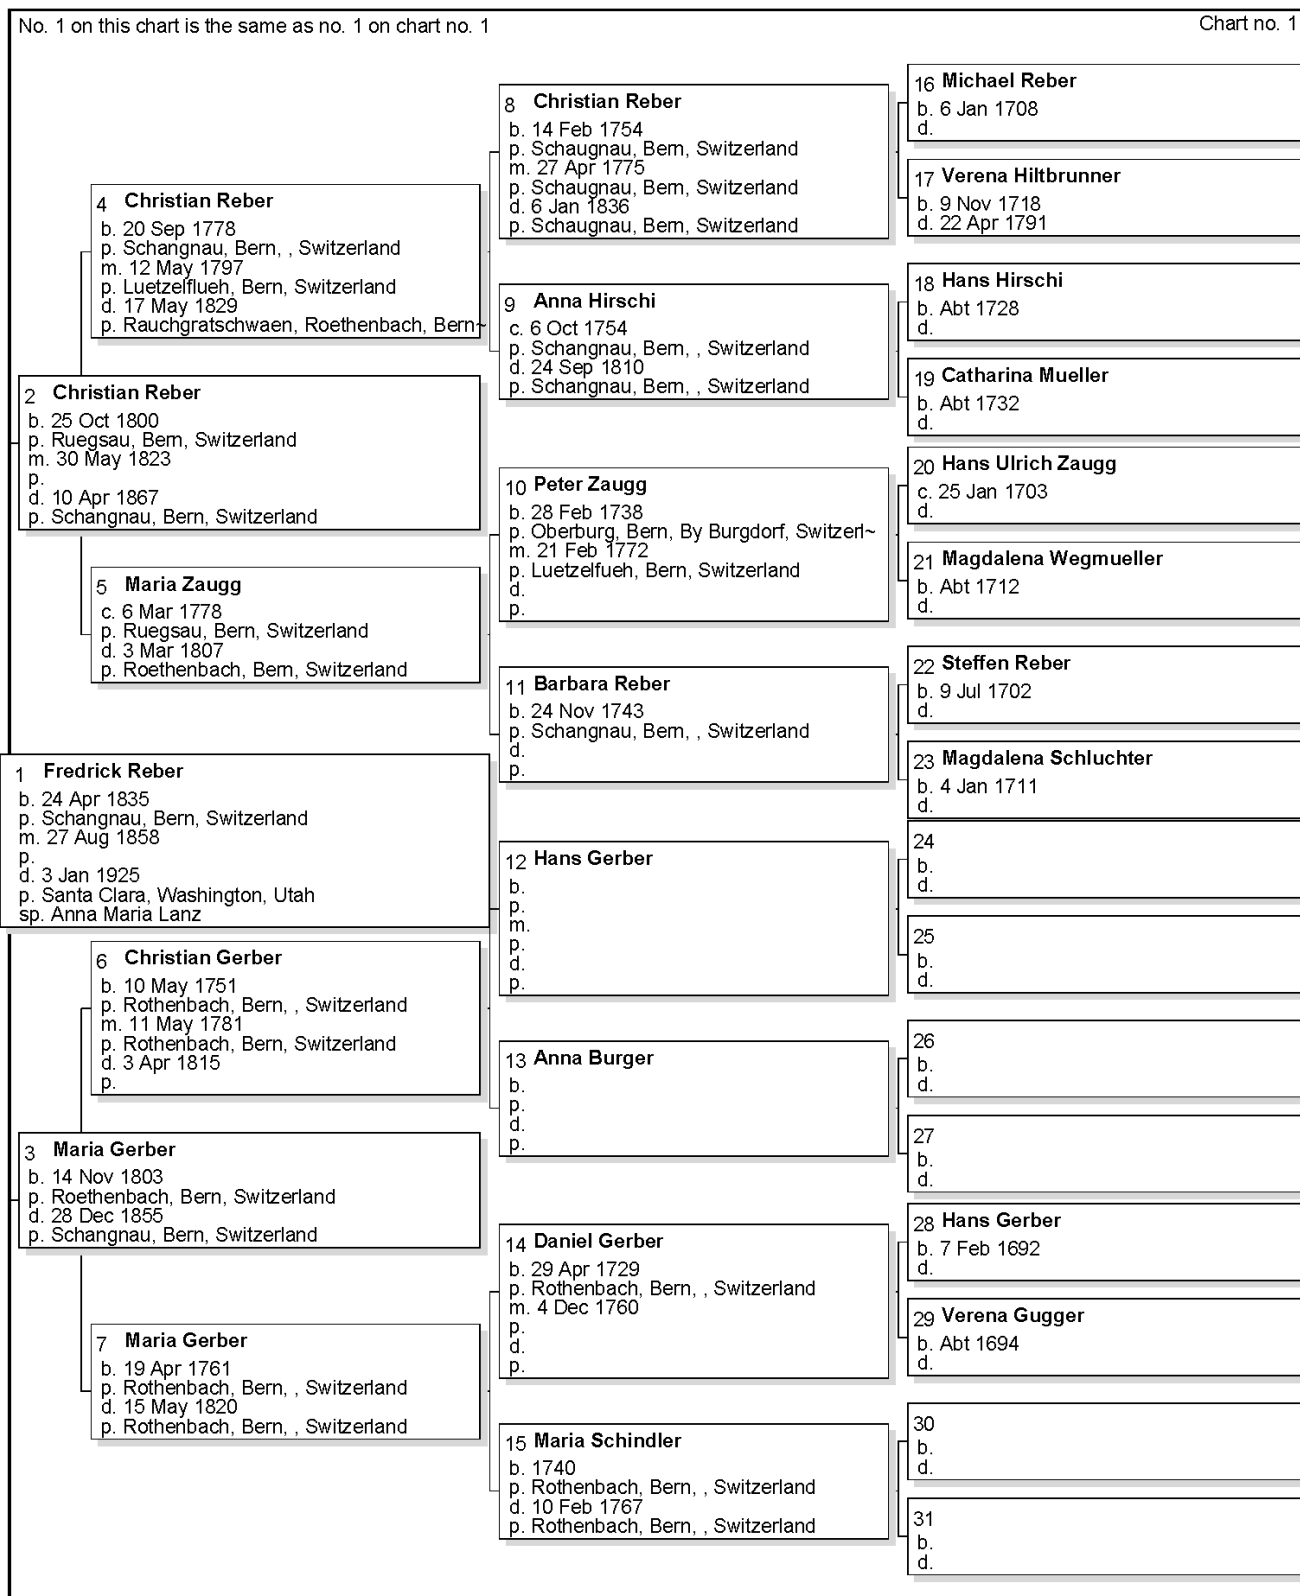 No. 1 on this chart is the same as no. 1 on chart no. 1
Chart no. 1
16 Michael Reber
b. 6 Jan 1708
d.
8 Christian Reber
b. 14 Feb 1754
p. Schaugnau, Bern, Switzerland
m. 27 Apr 1775
p. Schaugnau, Bern, Switzerland
d. 6 Jan 1836
p. Schaugnau, Bern, Switzerland
17 Verena Hiltbrunner
b. 9 Nov 1718
d. 22 Apr 1791
4 Christian Reber
b. 20 Sep 1778
p. Schangnau, Bern, , Switzerland
m. 12 May 1797
p. Luetzelflueh, Bern, Switzerland
d. 17 May 1829
p. Rauchgratschwaen, Roethenbach, Bern~
18 Hans Hirschi
b. Abt 1728
d.
9 Anna Hirschi
c. 6 Oct 1754
p. Schangnau, Bern, , Switzerland
d. 24 Sep 1810
p. Schangnau, Bern, , Switzerland
19 Catharina Mueller
b. Abt 1732
d.
2 Christian Reber
b. 25 Oct 1800
p. Ruegsau, Bern, Switzerland
m. 30 May 1823
p.
d. 10 Apr 1867
p. Schangnau, Bern, Switzerland
20 Hans Ulrich Zaugg
c. 25 Jan 1703
d.
10 Peter Zaugg
b. 28 Feb 1738
p. Oberburg, Bern, By Burgdorf, Switzerl~
m. 21 Feb 1772
p. Luetzelfueh, Bern, Switzerland
d.
p.
21 Magdalena Wegmueller
b. Abt 1712
d.
5 Maria Zaugg
c. 6 Mar 1778
p. Ruegsau, Bern, Switzerland
d. 3 Mar 1807
p. Roethenbach, Bern, Switzerland
22 Steffen Reber
b. 9 Jul 1702
d.
11 Barbara Reber
b. 24 Nov 1743
p. Schangnau, Bern, , Switzerland
d.
p.
23 Magdalena Schluchter
b. 4 Jan 1711
d.
1 Fredrick Reber
b. 24 Apr 1835
p. Schangnau, Bern, Switzerland
m. 27 Aug 1858
p.
d. 3 Jan 1925
p. Santa Clara, Washington, Utah
sp. Anna Maria Lanz
24
b.
d.
12 Hans Gerber
b.
p.
m.
p.
d.
p.
25
b.
d.
6 Christian Gerber
b. 10 May 1751
p. Rothenbach, Bern, , Switzerland
m. 11 May 1781
p. Rothenbach, Bern, Switzerland
d. 3 Apr 1815
p.
26
b.
d.
13 Anna Burger
b.
p.
d.
p.
27
b.
d.
3 Maria Gerber
b. 14 Nov 1803
p. Roethenbach, Bern, Switzerland
d. 28 Dec 1855
p. Schangnau, Bern, Switzerland
28 Hans Gerber
b. 7 Feb 1692
d.
14 Daniel Gerber
b. 29 Apr 1729
p. Rothenbach, Bern, , Switzerland
m. 4 Dec 1760
p.
d.
p.
29 Verena Gugger
b. Abt 1694
d.
7 Maria Gerber
b. 19 Apr 1761
p. Rothenbach, Bern, , Switzerland
d. 15 May 1820
p. Rothenbach, Bern, , Switzerland
30
b.
d.
15 Maria Schindler
b. 1740
p. Rothenbach, Bern, , Switzerland
d. 10 Feb 1767
p. Rothenbach, Bern, , Switzerland
31
b.
d.